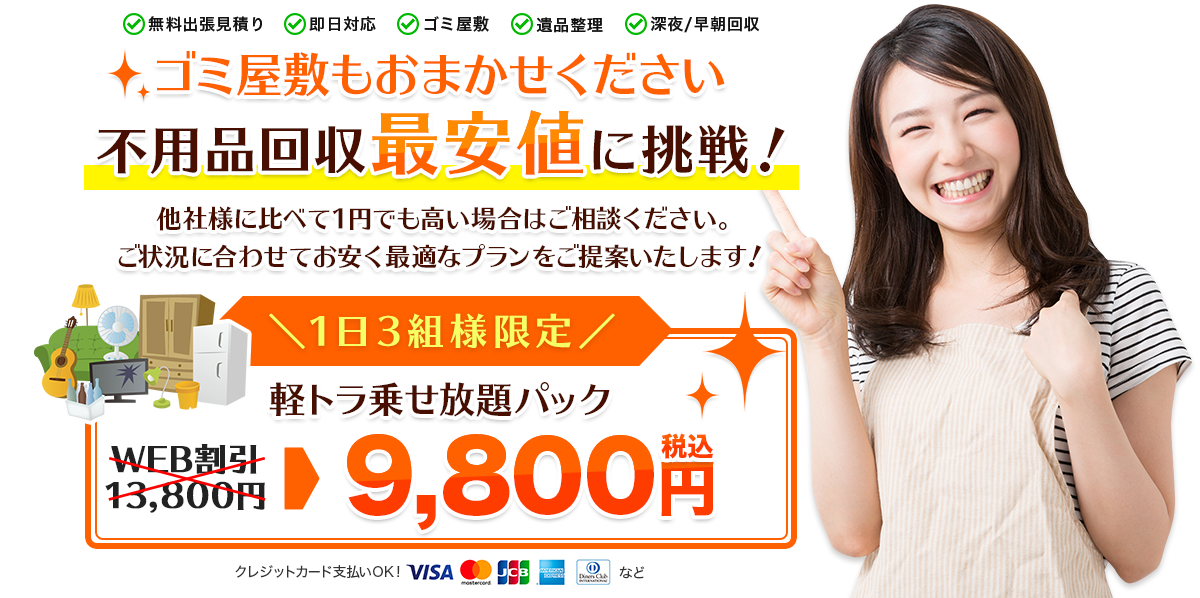 無料出張見積り 即日対応 ゴミ屋敷 遺品整理 深夜/早朝回収
ゴミ屋敷もおまかせください
不用品回収最安値に挑戦！
他社様に比べて1円でも高い場合はご相談ください。
ご状況に合わせてお安く最適なプランをご提案いたします！
＼1日3組様限定／
軽トラ乗せ放題パック
WEB割引
13,800円
9,800円 税込
クレジットカード支払いOK！ VISA mastercard JCB AMERICAN EXPRESS Diners Club INTERNATIONAL など